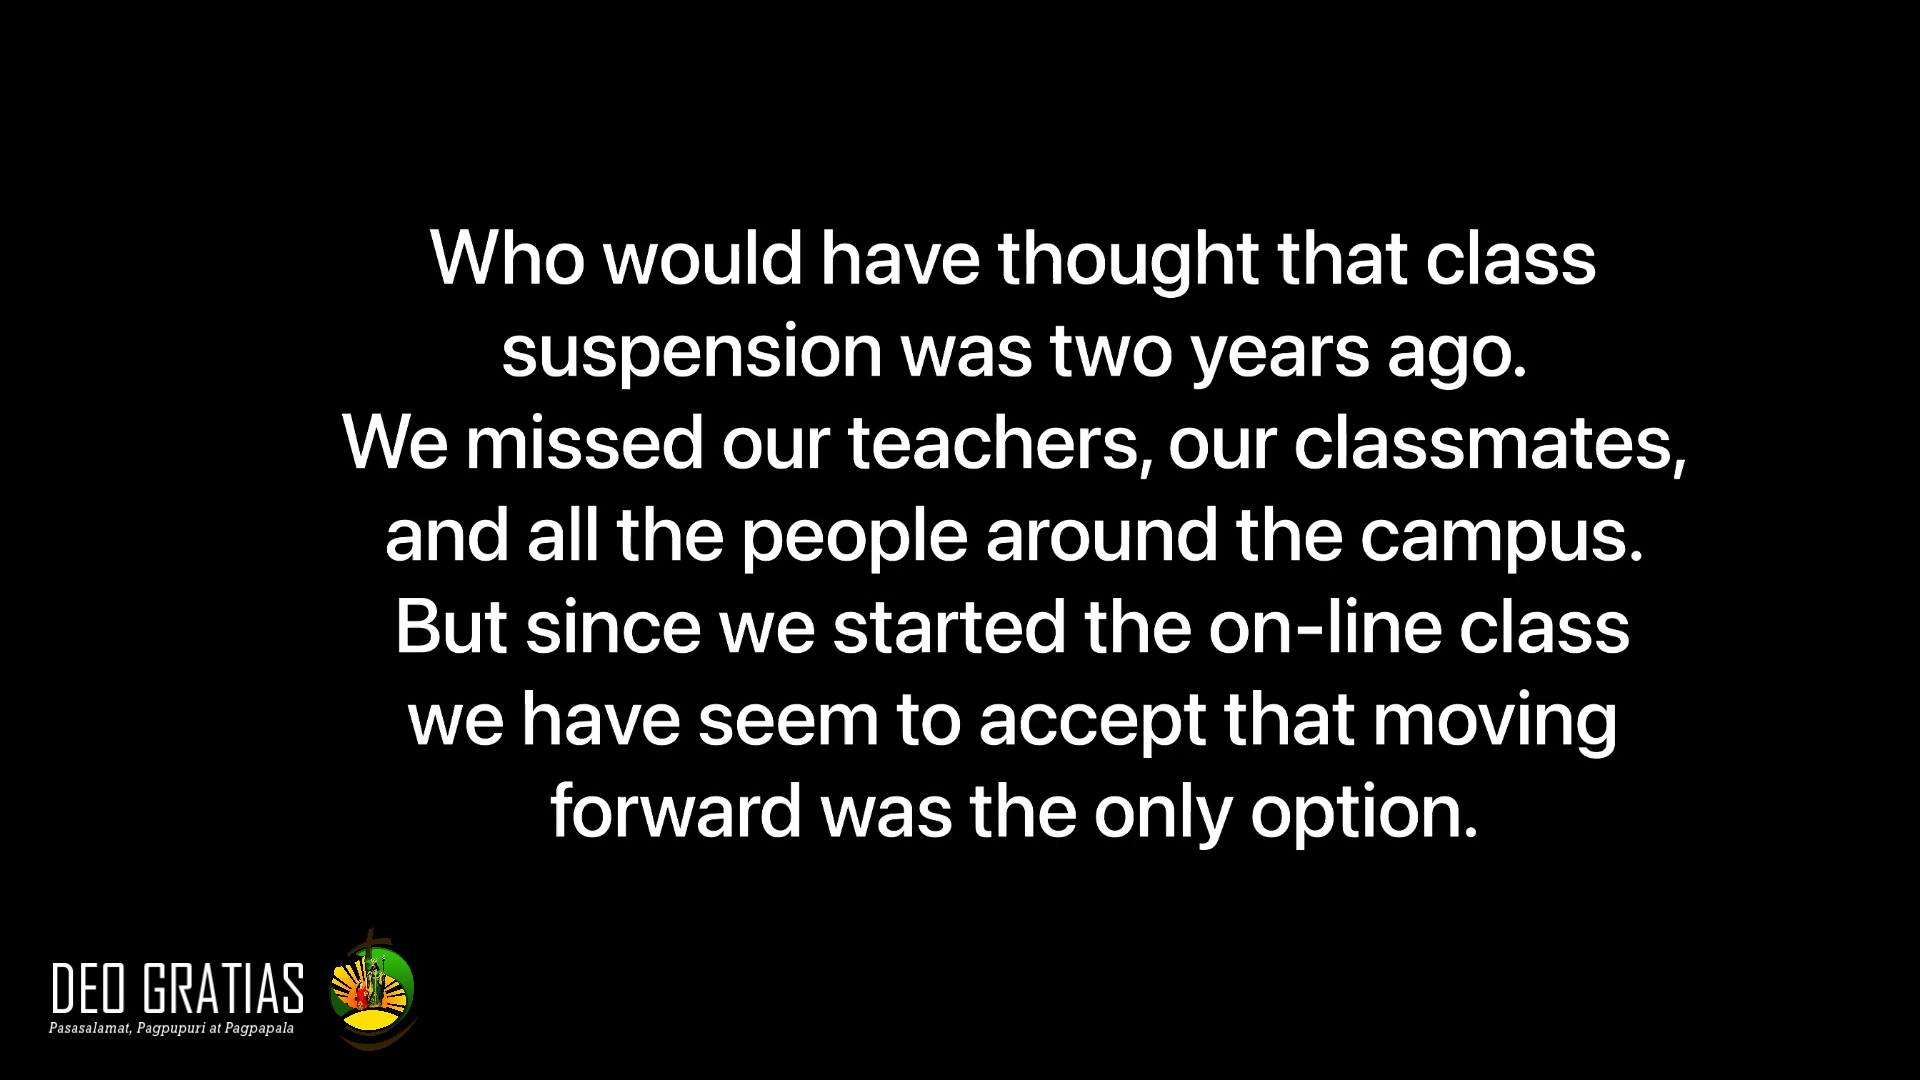 Who would have thought that class
suspension was two years ago.
We missed our teachers, our classmates,
and all the people around the campus.
But since we started the on-line class
we have seem to accept that moving
forward was the only option.
DEO GRATIAS
Pasasalamat, Pagpupuri at Pagpapala